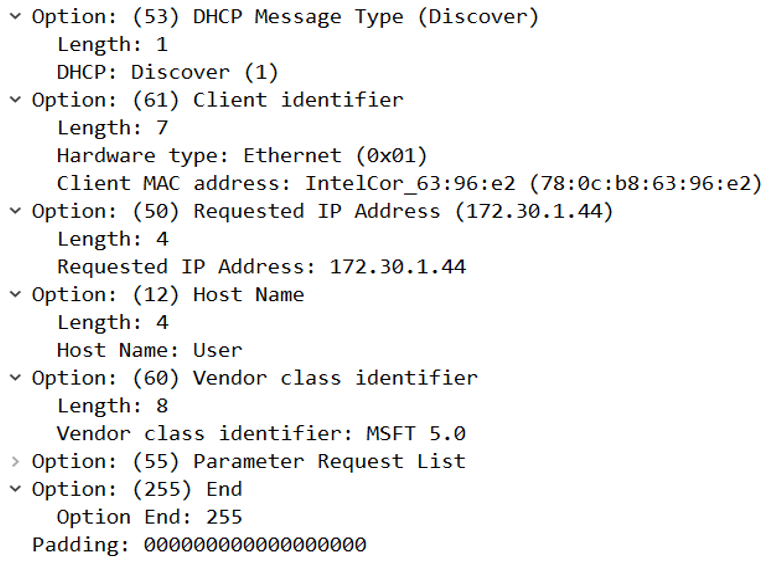 Option: (53) DHCP Message Type (Discover)
Length: 1
DHCP: Discover (1)
Option: (61) Client identifier
Length: 7
Hardware type: Ethernet (0x01)
Client MAC address: IntelCor_63:96:e2 (78:0c:b8:63:96:e2)
Option: (50) Requested IP Address (172.30.1.44)
Length: 4
Requested IP Address: 172.30.1.44
Option: (12) Host Name
Length: 4
Host Name: User
Option: (60) Vendor class identifier
Length: 8
Vendor class identifier: MSFT 5.0
Option: (55) Parameter Request List
Option: (255) End
Option End: 255
Padding: 000000000000000000